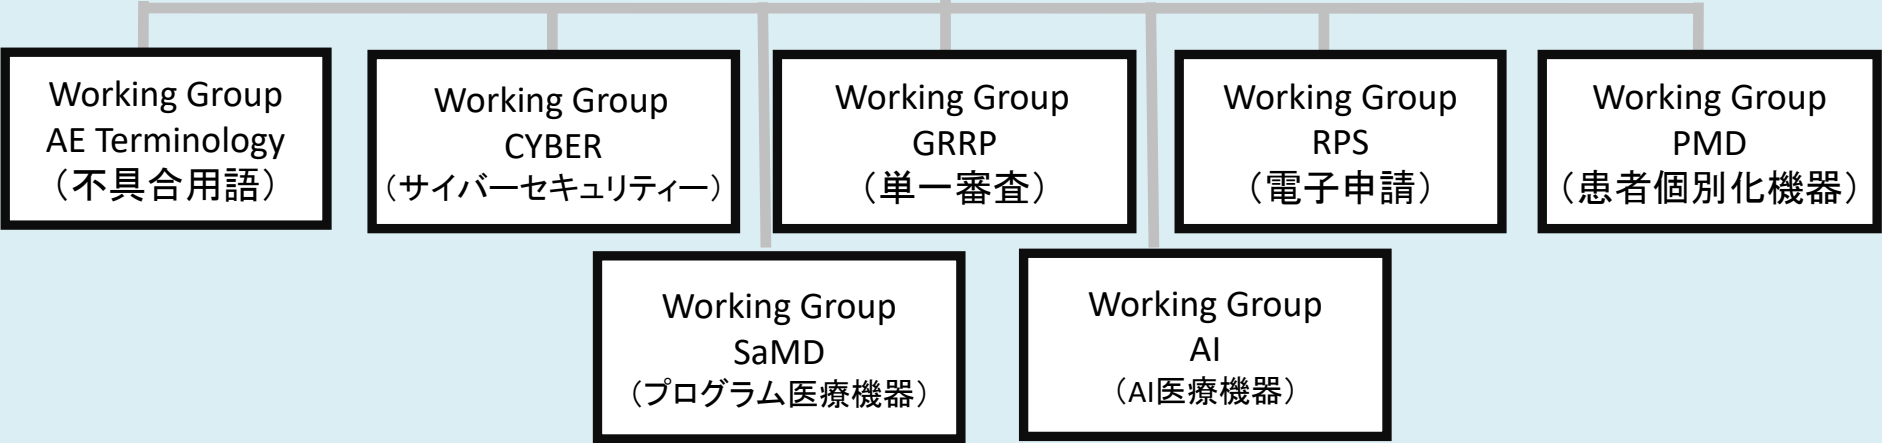 Working Group
AE Terminology
（不具合用語）
Working Group
CYBER
（サイバーセキュリティー）
Working Group
GRRP
（単一審査）
Working Group
RPS
（電子申請）
Working Group
PMD
（患者個別化機器）
Working Group
SaMD
（プログラム医療機器）
Working Group
AI
（AI医療機器）